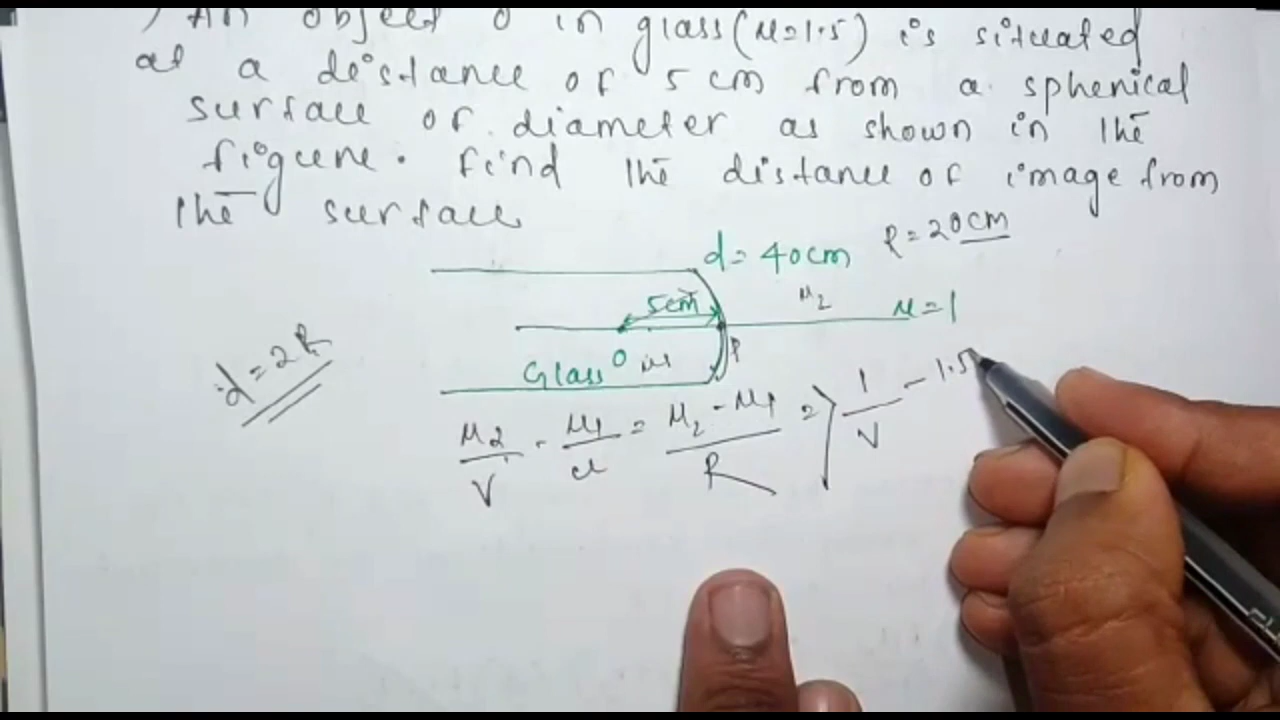 ) An object O in glass (μ=1.5) is situated
at a distance of 5 cm from a spherical
surface of diameter as shown in the
figure. find the distance of image from
the surface
d = 40cm R = 20cm
5cm μ2 μ = 1
Glass O μ1 P
d = 2R
μ2/V - μ1/u = μ2 - μ1/R => 1/V - 1.5